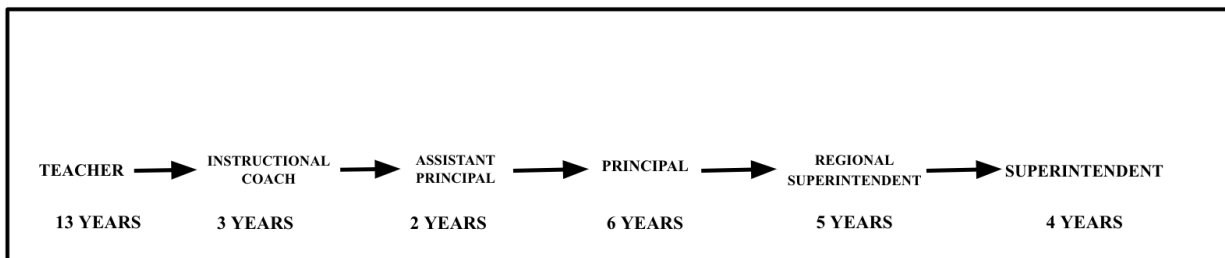 TEACHER
INSTRUCTIONAL
COACH
ASSISTANT
PRINCIPAL
PRINCIPAL
REGIONAL
SUPERINTENDENT
SUPERINTENDENT
13 YEARS
3 YEARS
2 YEARS
6 YEARS
5 YEARS
4 YEARS